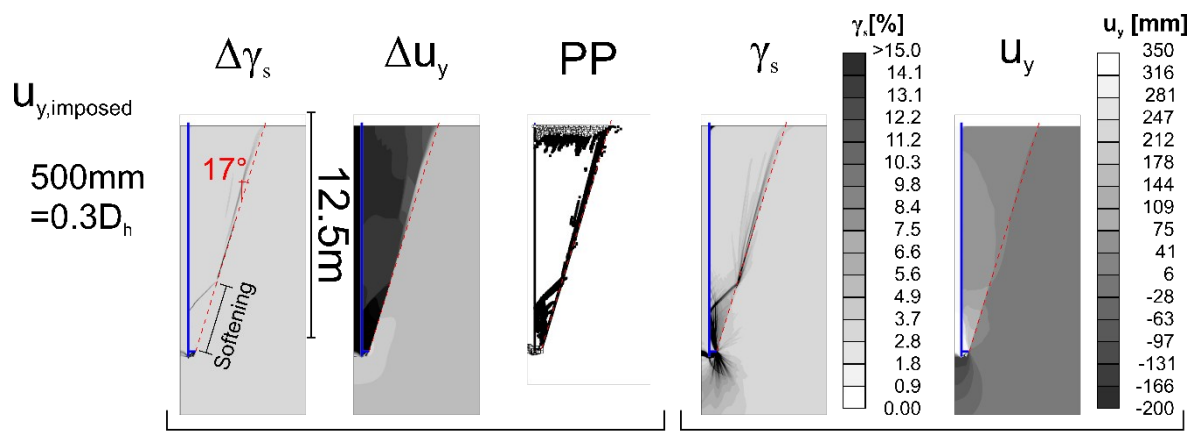 Δγs
Δuy
PP
γs
γs[%]
uy
uy [mm]
uy,imposed
500mm
=0.3Dh
17°
12.5m
Softening
>15.0
14.1
13.1
12.2
11.2
10.3
9.8
8.4
7.5
6.6
5.6
4.9
3.7
2.8
1.8
0.9
0.00
350
316
281
247
212
178
144
109
75
41
6
-28
-63
-97
-131
-166
-200